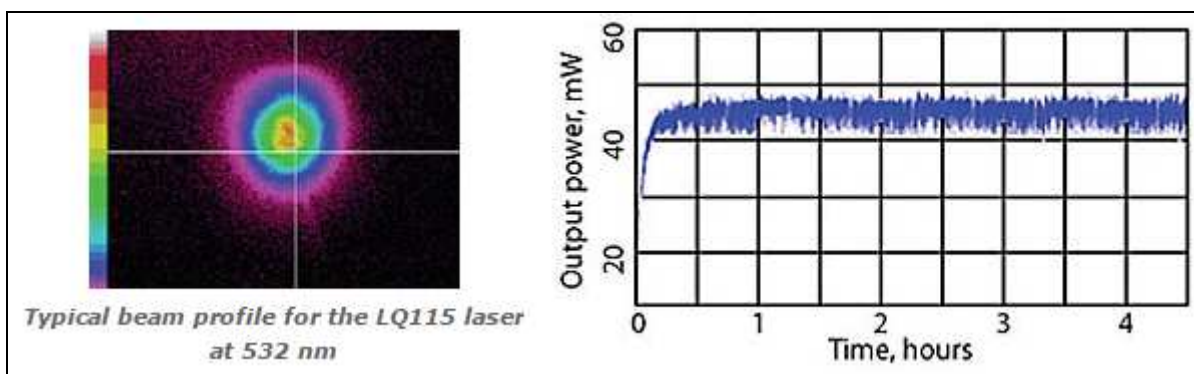 Typical beam profile for the LQ115 laser
at 532 nm
Output power, mW
60
40
20
0 1 2 3 4
Time, hours